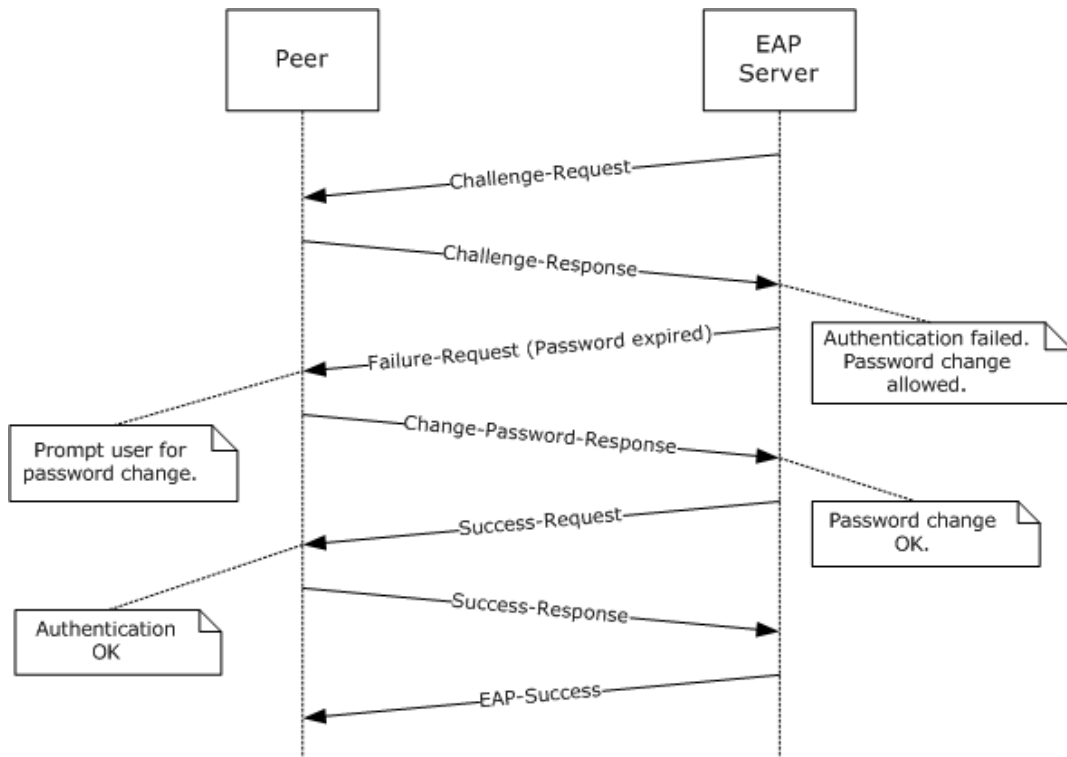 Peer
EAP
Server
Challenge-Request
Challenge-Response
Authentication failed.
Password change
allowed.
Failure-Request (Password expired)
Prompt user for
password change.
Change-Password-Response
Password change
OK.
Success-Request
Authentication
OK
Success-Response
EAP-Success